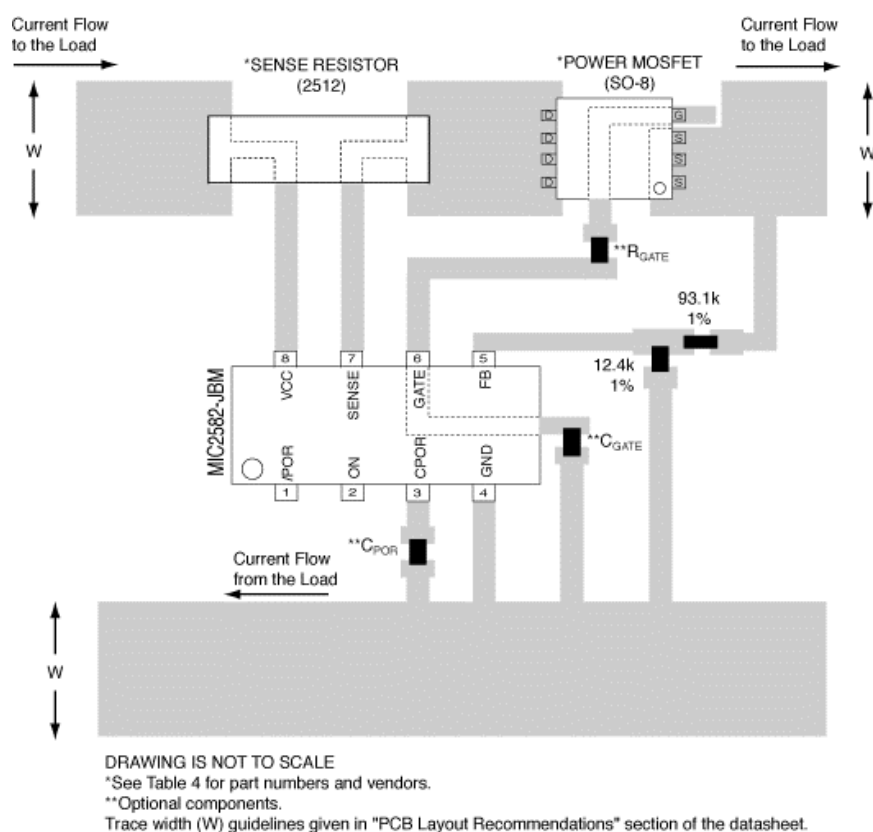 Current Flow
to the Load
Current Flow
to the Load
*SENSE RESISTOR
(2512)
*POWER MOSFET
(SO-8)
W
W
D
G
D
S
D
S
D
S
**RGATE
93.1k
1%
12.4k
1%
8
7
6
5
VCC
SENSE
GATE
FB
MIC2582-JBM
/POR
ON
CPOR
GND
1
2
3
4
**CGATE
**CPOR
Current Flow
from the Load
W
DRAWING IS NOT TO SCALE
*See Table 4 for part numbers and vendors.
**Optional components.
Trace width (W) guidelines given in "PCB Layout Recommendations" section of the datasheet.